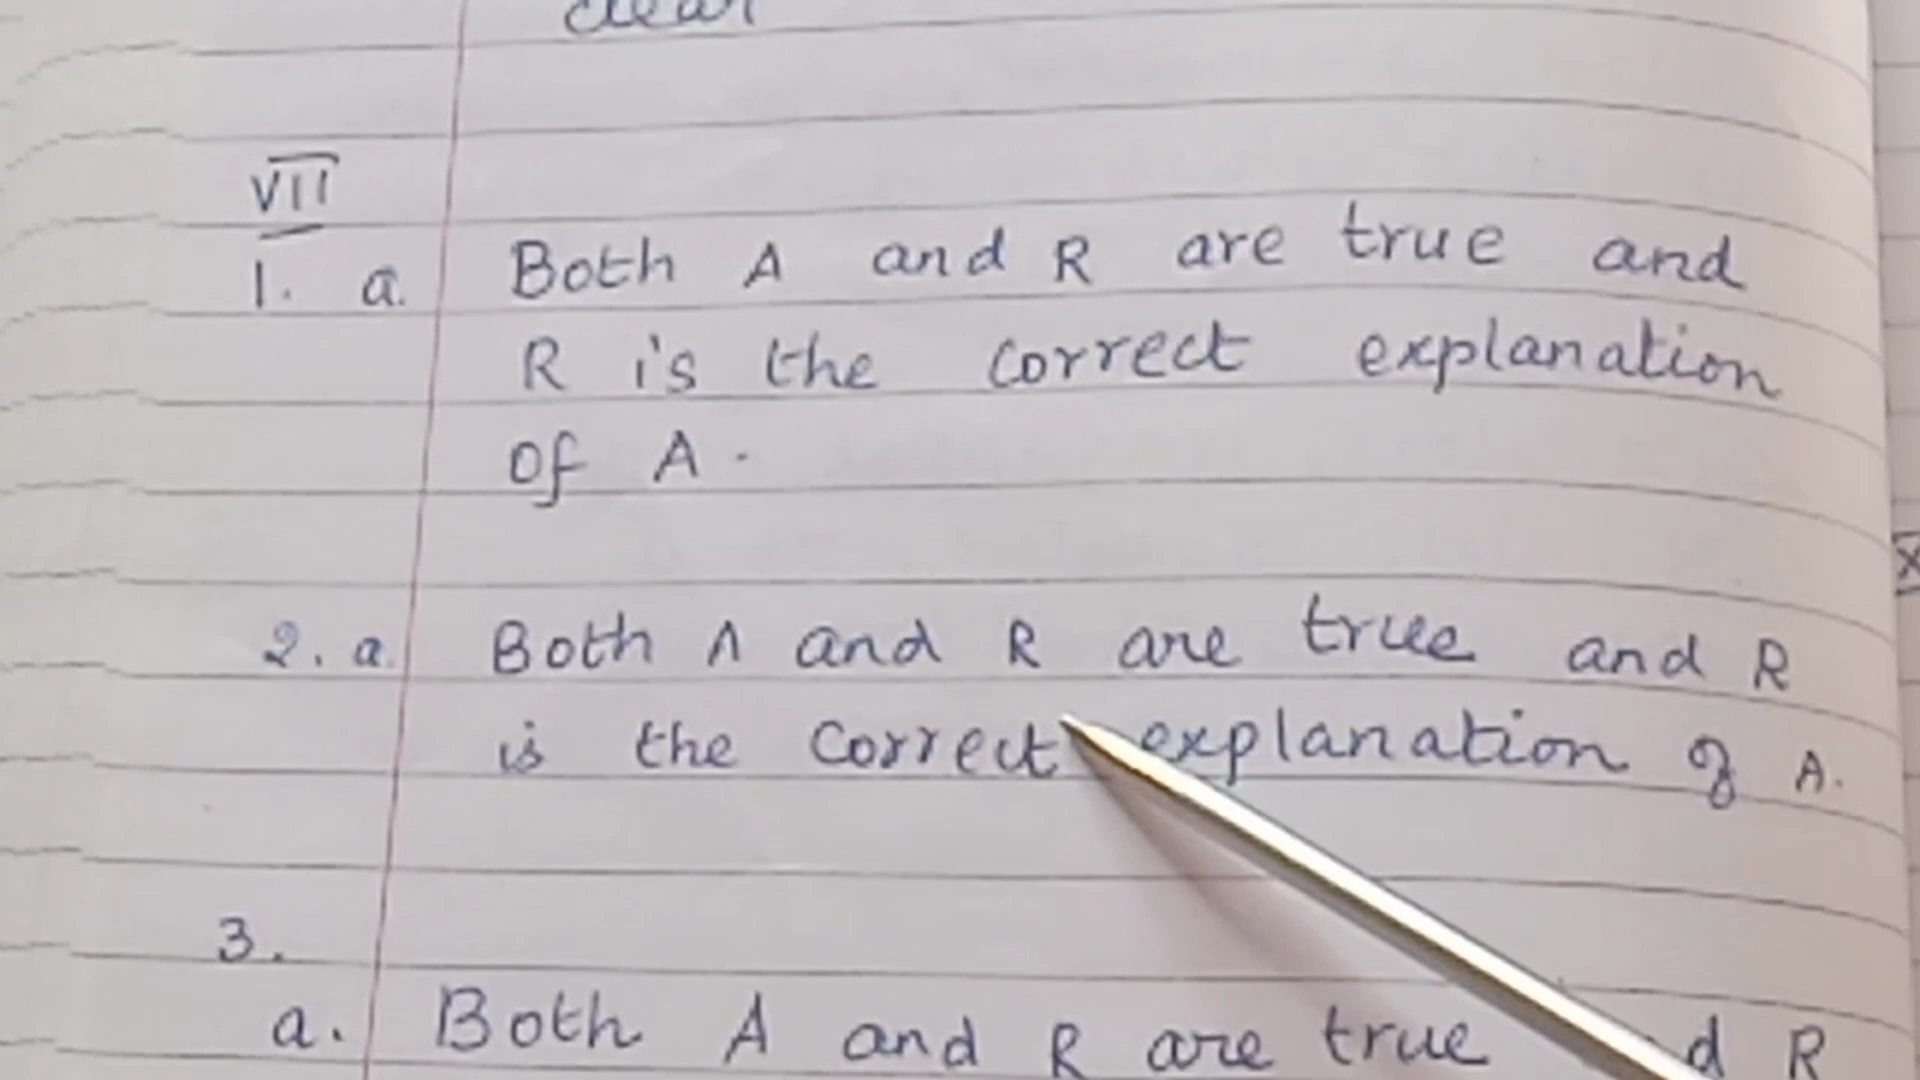 clear
VII
1. a. Both A and R are true and
R is the correct explanation
of A.
2. a. Both A and R are true and R
is the correct explanation of A.
3.
a. Both A and R are true R